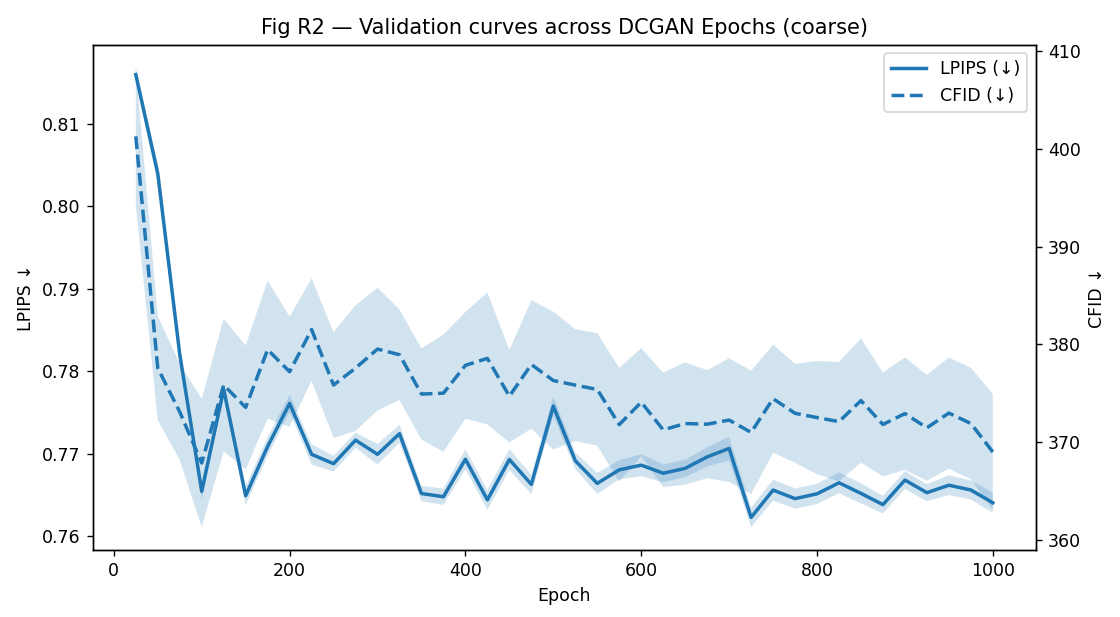 Fig R2 — Validation curves across DCGAN Epochs (coarse)
LPIPS (↓)
CFID (↓)
LPIPS ↓
0.81
0.80
0.79
0.78
0.77
0.76
410
400
390
380
370
360
CFID ↓
0 200 400 600 800 1000
Epoch